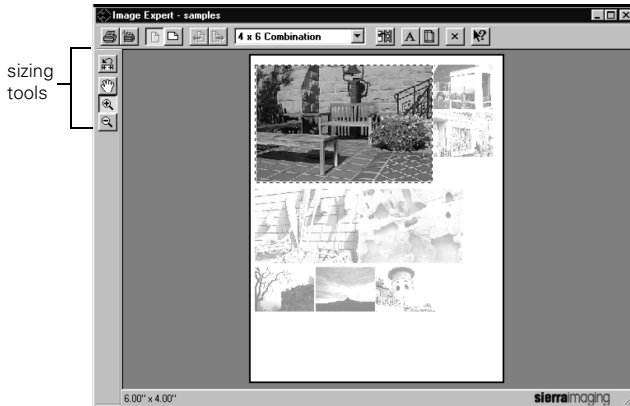 Image Expert - samples
4 x 6 Combination
A
sizing
tools
6.00" x 4.00"
sierraimaging